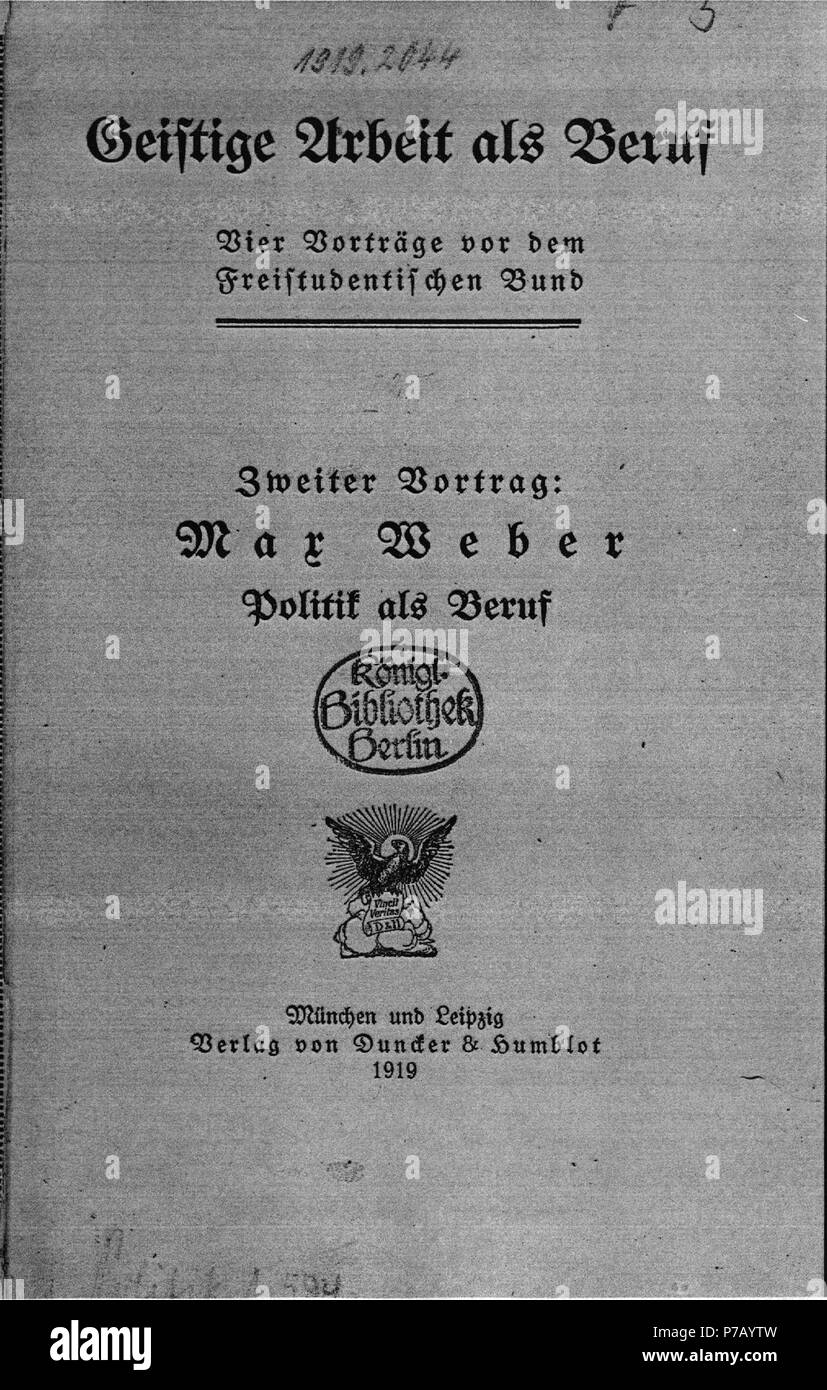 1919.2044
Geistige Arbeit als Beruf
Vier Vorträge vor dem
Freistudentischen Bund
Zweiter Vortrag:
Max Weber
Politik als Beruf
Königl.
Bibliothek
Berlin
Vincit
Veritas
D&H
München und Leipzig
Verlag von Duncker & Humblot
1919
alamy
alamy
Image ID: P7AYTW
www.alamy.com